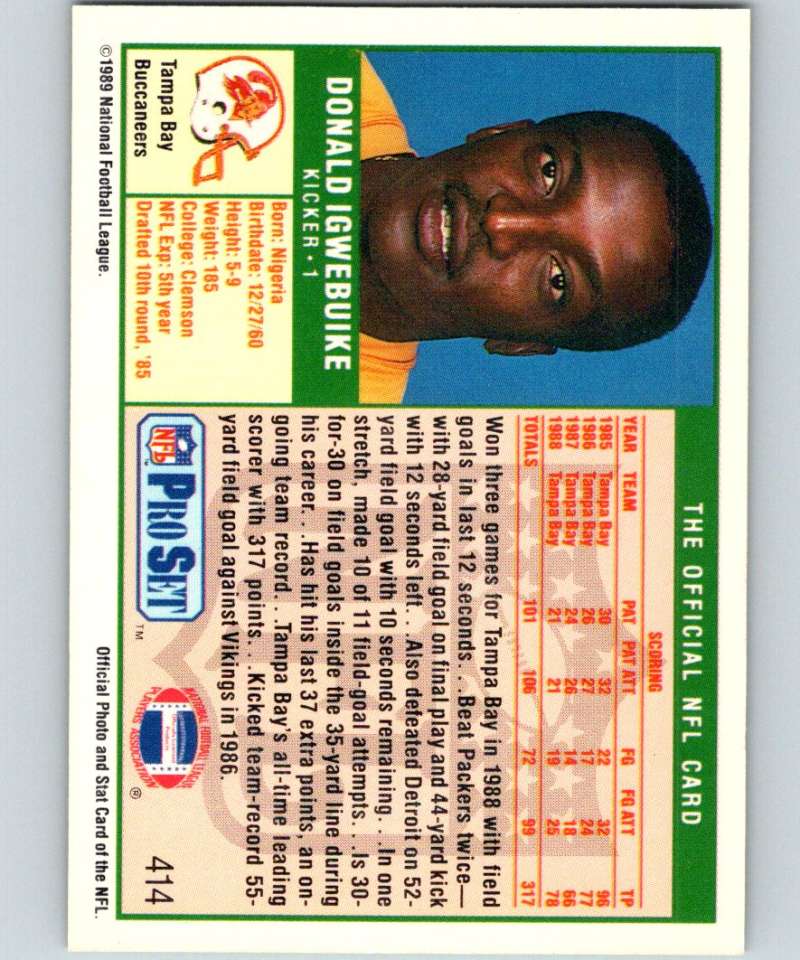 THE OFFICIAL NFL CARD
DONALD IGWEBUIKE
KICKER • 1
Tampa Bay
Buccaneers
Born: Nigeria
Birthdate: 12/27/60
Height: 5-9
Weight: 185
College: Clemson
NFL Exp: 5th year
Drafted 10th round, '85
SCORING
YEAR TEAM PAT PAT ATT FG FG ATT TP
1985 Tampa Bay 30 32 22 32 96
1986 Tampa Bay 26 27 17 24 77
1987 Tampa Bay 24 26 14 18 66
1988 Tampa Bay 21 21 19 25 78
TOTALS 101 106 72 99 317
Won three games for Tampa Bay in 1988 with field
goals in last 12 seconds. . .Beat Packers twice—
with 28-yard field goal on final play and 44-yard kick
with 12 seconds left. . .Also defeated Detroit on 52-
yard field goal with 10 seconds remaining. . .In one
stretch, made 10 of 11 field-goal attempts. . .Is 30-
for-30 on field goals inside the 35-yard line during
his career. . .Has hit his last 37 extra points, an on-
going team record. . .Tampa Bay's all-time leading
scorer with 317 points. . .Kicked team-record 55-
yard field goal against Vikings in 1986.
NFL PRO SET ™
NATIONAL FOOTBALL LEAGUE
PLAYERS ASSOCIATION ®
414
©1989 National Football League.
Official Photo and Stat Card of the NFL.